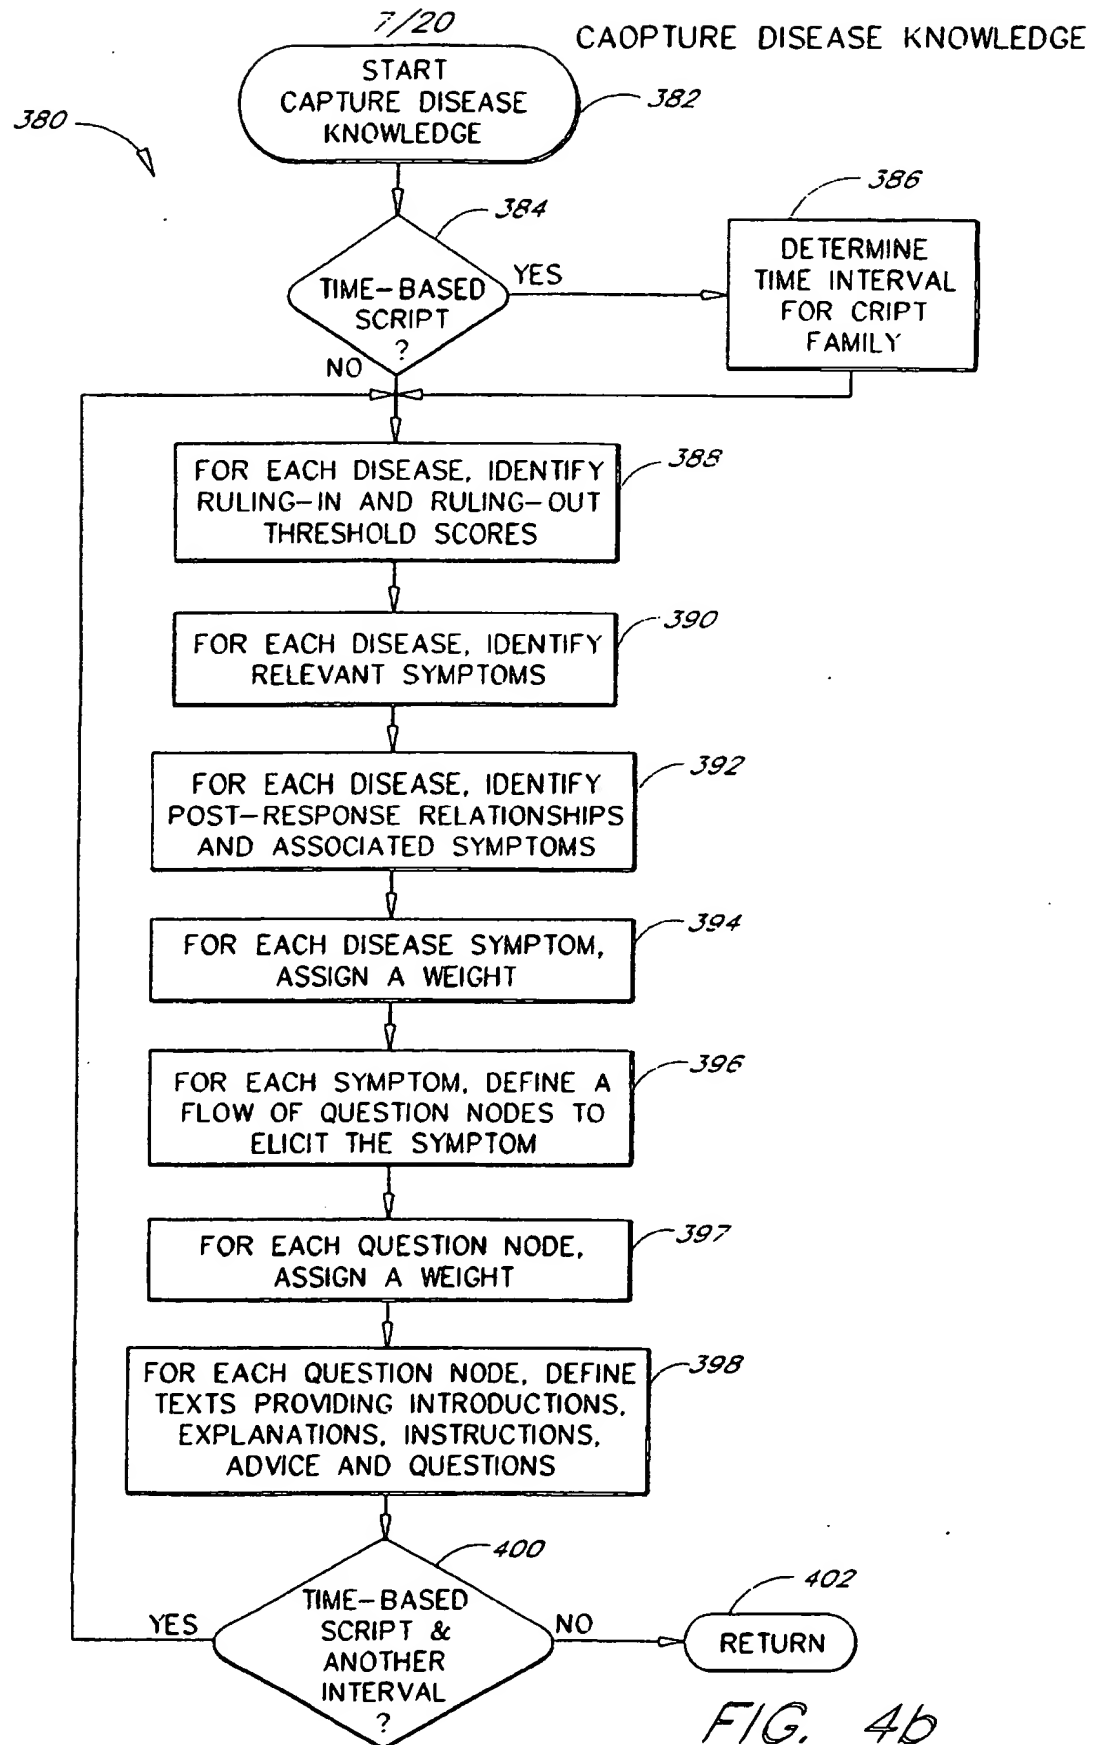 7/20
CAOPTURE DISEASE KNOWLEDGE
START
CAPTURE DISEASE
KNOWLEDGE
382
380
384
386
TIME-BASED
SCRIPT
?
YES
NO
DETERMINE
TIME INTERVAL
FOR CRIPT
FAMILY
FOR EACH DISEASE, IDENTIFY
RULING-IN AND RULING-OUT
THRESHOLD SCORES
388
FOR EACH DISEASE, IDENTIFY
RELEVANT SYMPTOMS
390
FOR EACH DISEASE, IDENTIFY
POST-RESPONSE RELATIONSHIPS
AND ASSOCIATED SYMPTOMS
392
FOR EACH DISEASE SYMPTOM,
ASSIGN A WEIGHT
394
FOR EACH SYMPTOM, DEFINE A
FLOW OF QUESTION NODES TO
ELICIT THE SYMPTOM
396
FOR EACH QUESTION NODE,
ASSIGN A WEIGHT
397
FOR EACH QUESTION NODE, DEFINE
TEXTS PROVIDING INTRODUCTIONS,
EXPLANATIONS, INSTRUCTIONS,
ADVICE AND QUESTIONS
398
400
TIME-BASED
SCRIPT &
ANOTHER
INTERVAL
?
YES
NO
402
RETURN
FIG. 4b